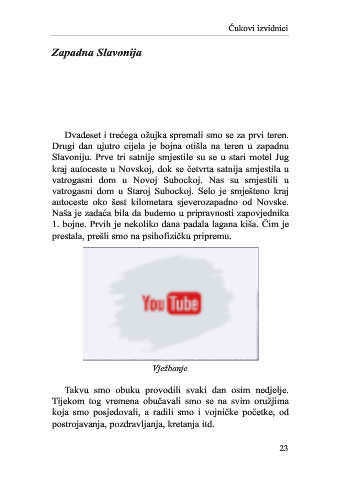 Čukovi izvidnici
Zapadna Slavonija
Dvadeset i trećega ožujka spremali smo se za prvi teren.
Drugi dan ujutro cijela je bojna otišla na teren u zapadnu
Slavoniju. Prve tri satnije smjestile su se u stari motel Jug
kraj autoceste u Novskoj, dok se četvrta satnija smjestila u
vatrogasni dom u Novoj Subockoj. Nas su smjestili u
vatrogasni dom u Staroj Subockoj. Selo je smješteno kraj
autoceste oko šest kilometara sjeverozapadno od Novske.
Naša je zadaća bila da budemo u pripravnosti zapovjednika
1. bojne. Prvih je nekoliko dana padala lagana kiša. Čim je
prestala, prešli smo na psihofizičku pripremu.
YouTube
Vježbanje
Takvu smo obuku provodili svaki dan osim nedjelje.
Tijekom tog vremena obučavali smo se na svim oružjima
koja smo posjedovali, a radili smo i vojničke početke, od
postrojavanja, pozdravljanja, kretanja itd.
23